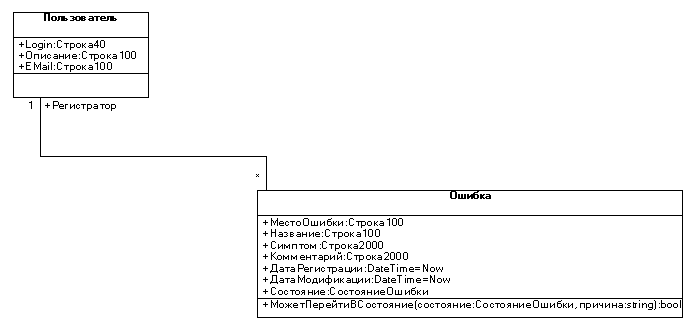 Пользователь
+Login:Строка40
+Описание:Строка100
+EMail:Строка100
1 +Регистратор
*
Ошибка
+МестоОшибки:Строка100
+Название:Строка100
+Симптом:Строка2000
+Комментарий:Строка2000
+ДатаРегистрации:DateTime=Now
+ДатаМодификации:DateTime=Now
+Состояние:СостояниеОшибки
+МожетПерейтиВСостояние(состояние:СостояниеОшибки, причина:string):bool